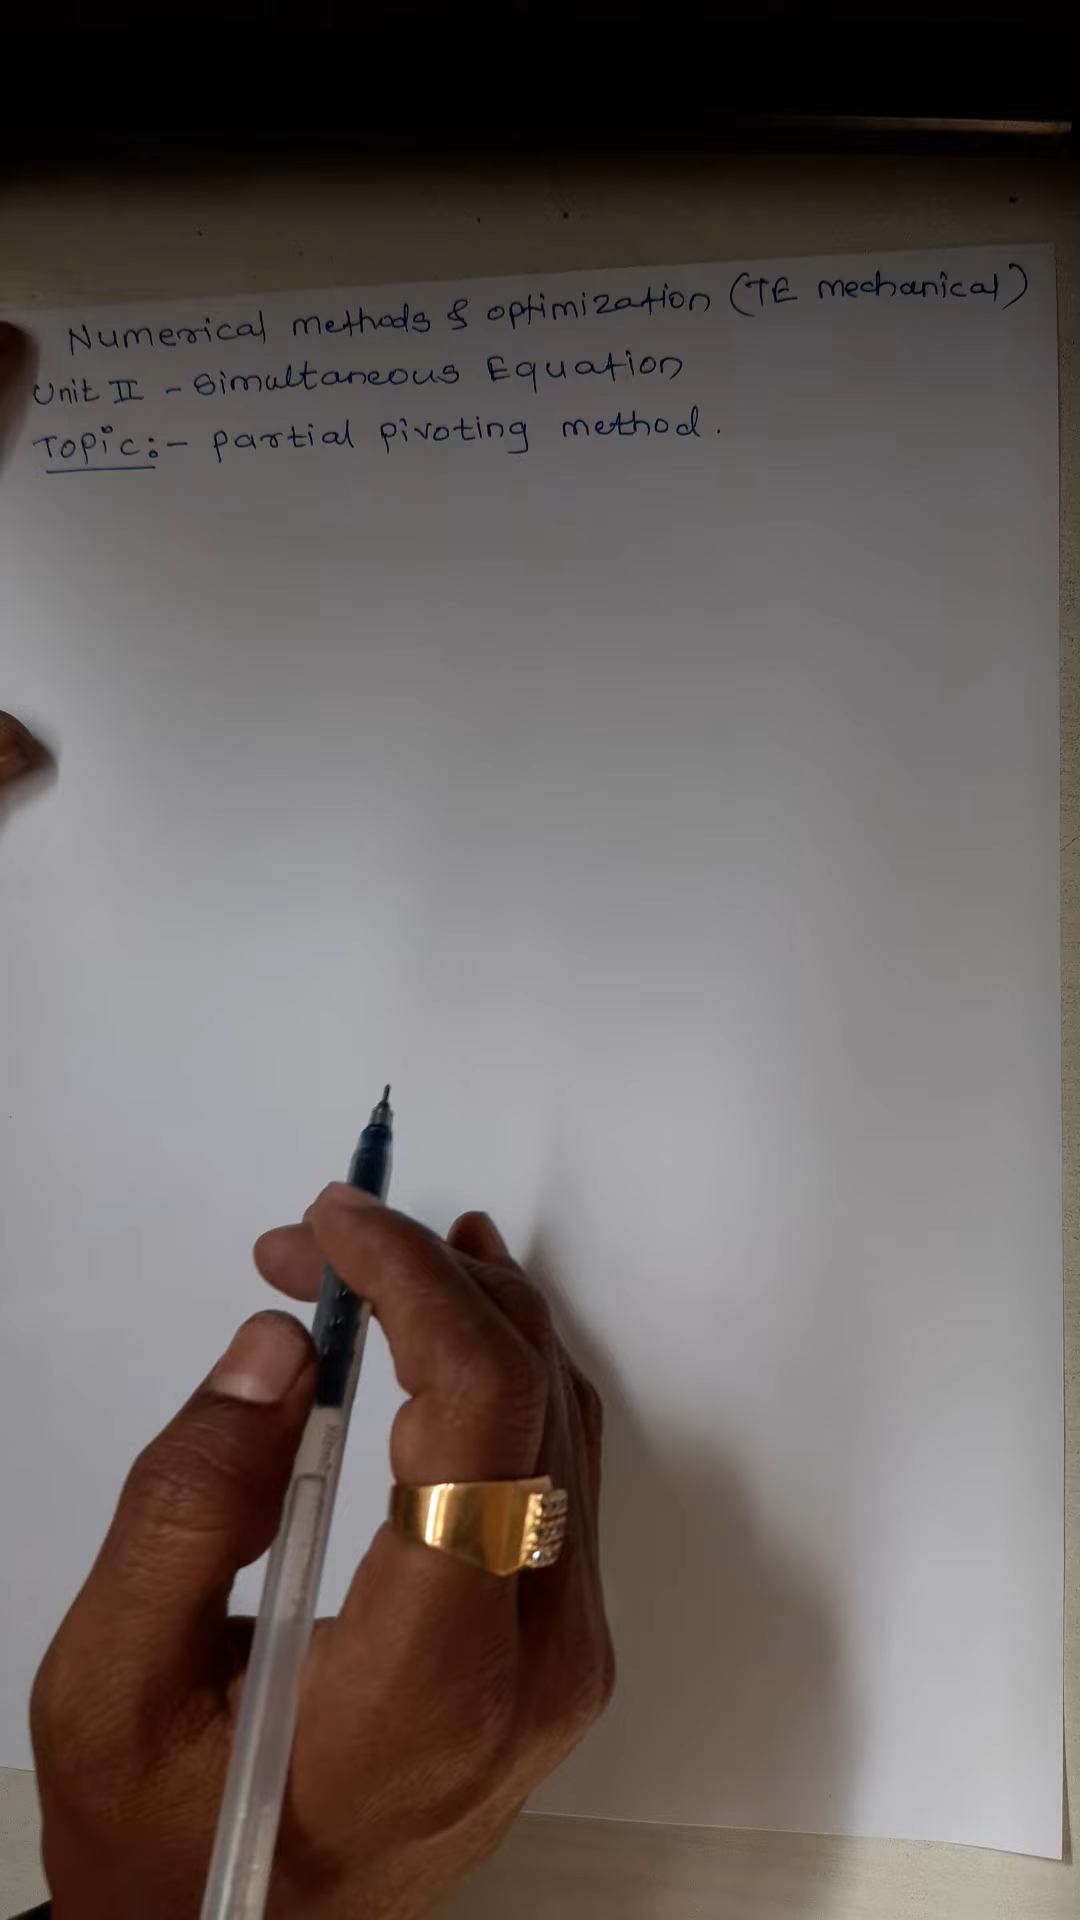 Numerical methods & optimization (TE mechanical)
Unit II - Simultaneous Equation
Topic:- partial pivoting method.